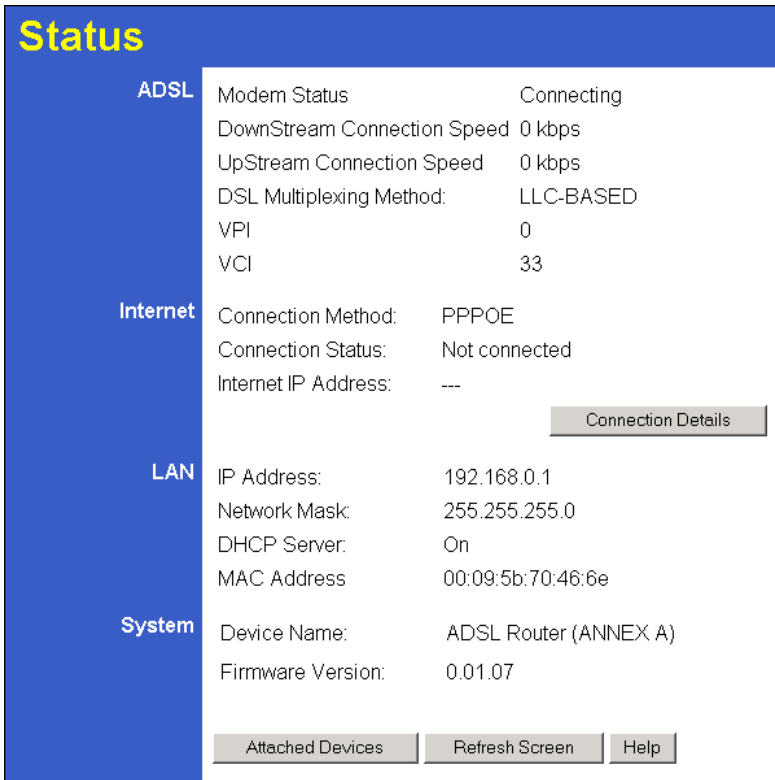 Status
ADSL
Modem Status Connecting
DownStream Connection Speed 0 kbps
UpStream Connection Speed 0 kbps
DSL Multiplexing Method: LLC-BASED
VPI 0
VCI 33
Internet
Connection Method: PPPOE
Connection Status: Not connected
Internet IP Address: ---
Connection Details
LAN
IP Address: 192.168.0.1
Network Mask: 255.255.255.0
DHCP Server: On
MAC Address 00:09:5b:70:46:6e
System
Device Name: ADSL Router (ANNEX A)
Firmware Version: 0.01.07
Attached Devices Refresh Screen Help